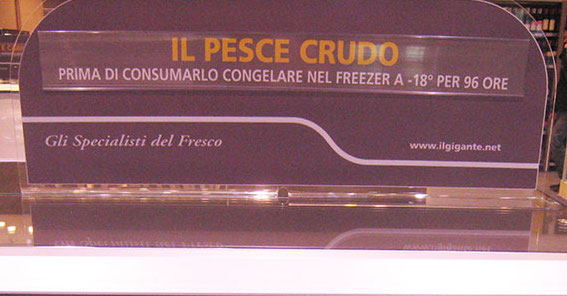 IL PESCE CRUDO
PRIMA DI CONSUMARLO CONGELARE NEL FREEZER A -18° PER 96 ORE
Gli Specialisti del Fresco
www.ilgigante.net